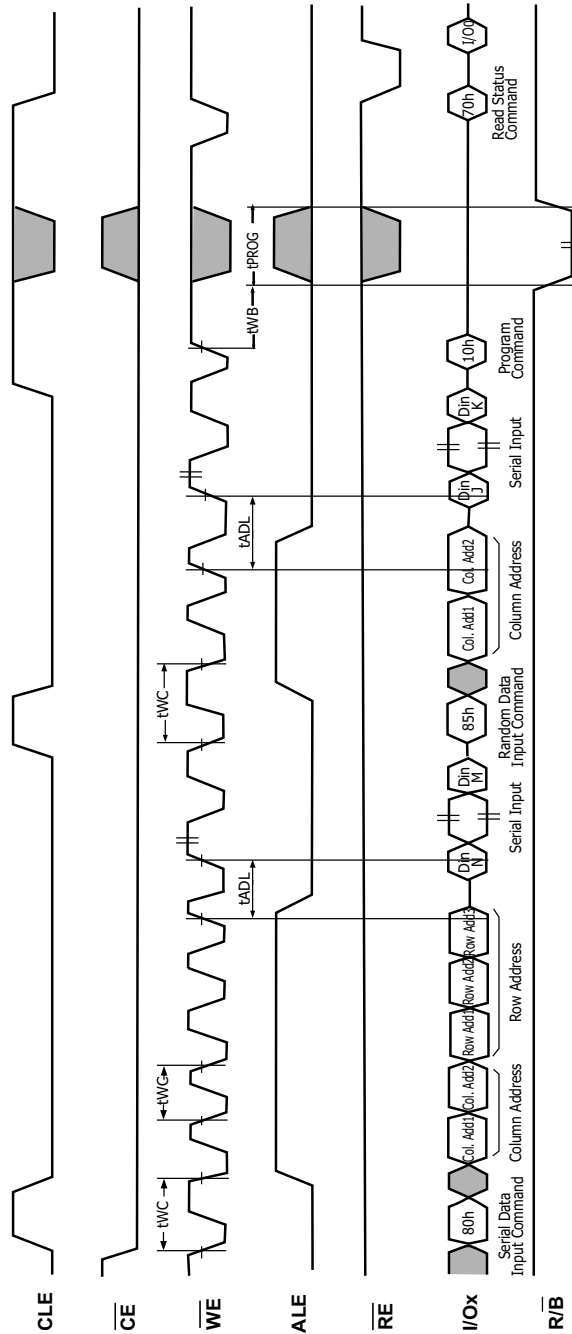 CLE
CE
WE
tWC
tWC
tADL
tWC
tADL
tWB
tPROG
ALE
RE
I/Ox
80h
Col. Add1
Col. Add2
Row Add1
Row Add2
Row Add3
Din
N
Din
M
85h
Col. Add1
Col. Add2
Din
J
Din
K
10h
70h
I/O0
Serial Data
Input Command
Column Address
Row Address
Serial Input
Random Data
Input Command
Column Address
Serial Input
Program
Command
Read Status
Command
R/B